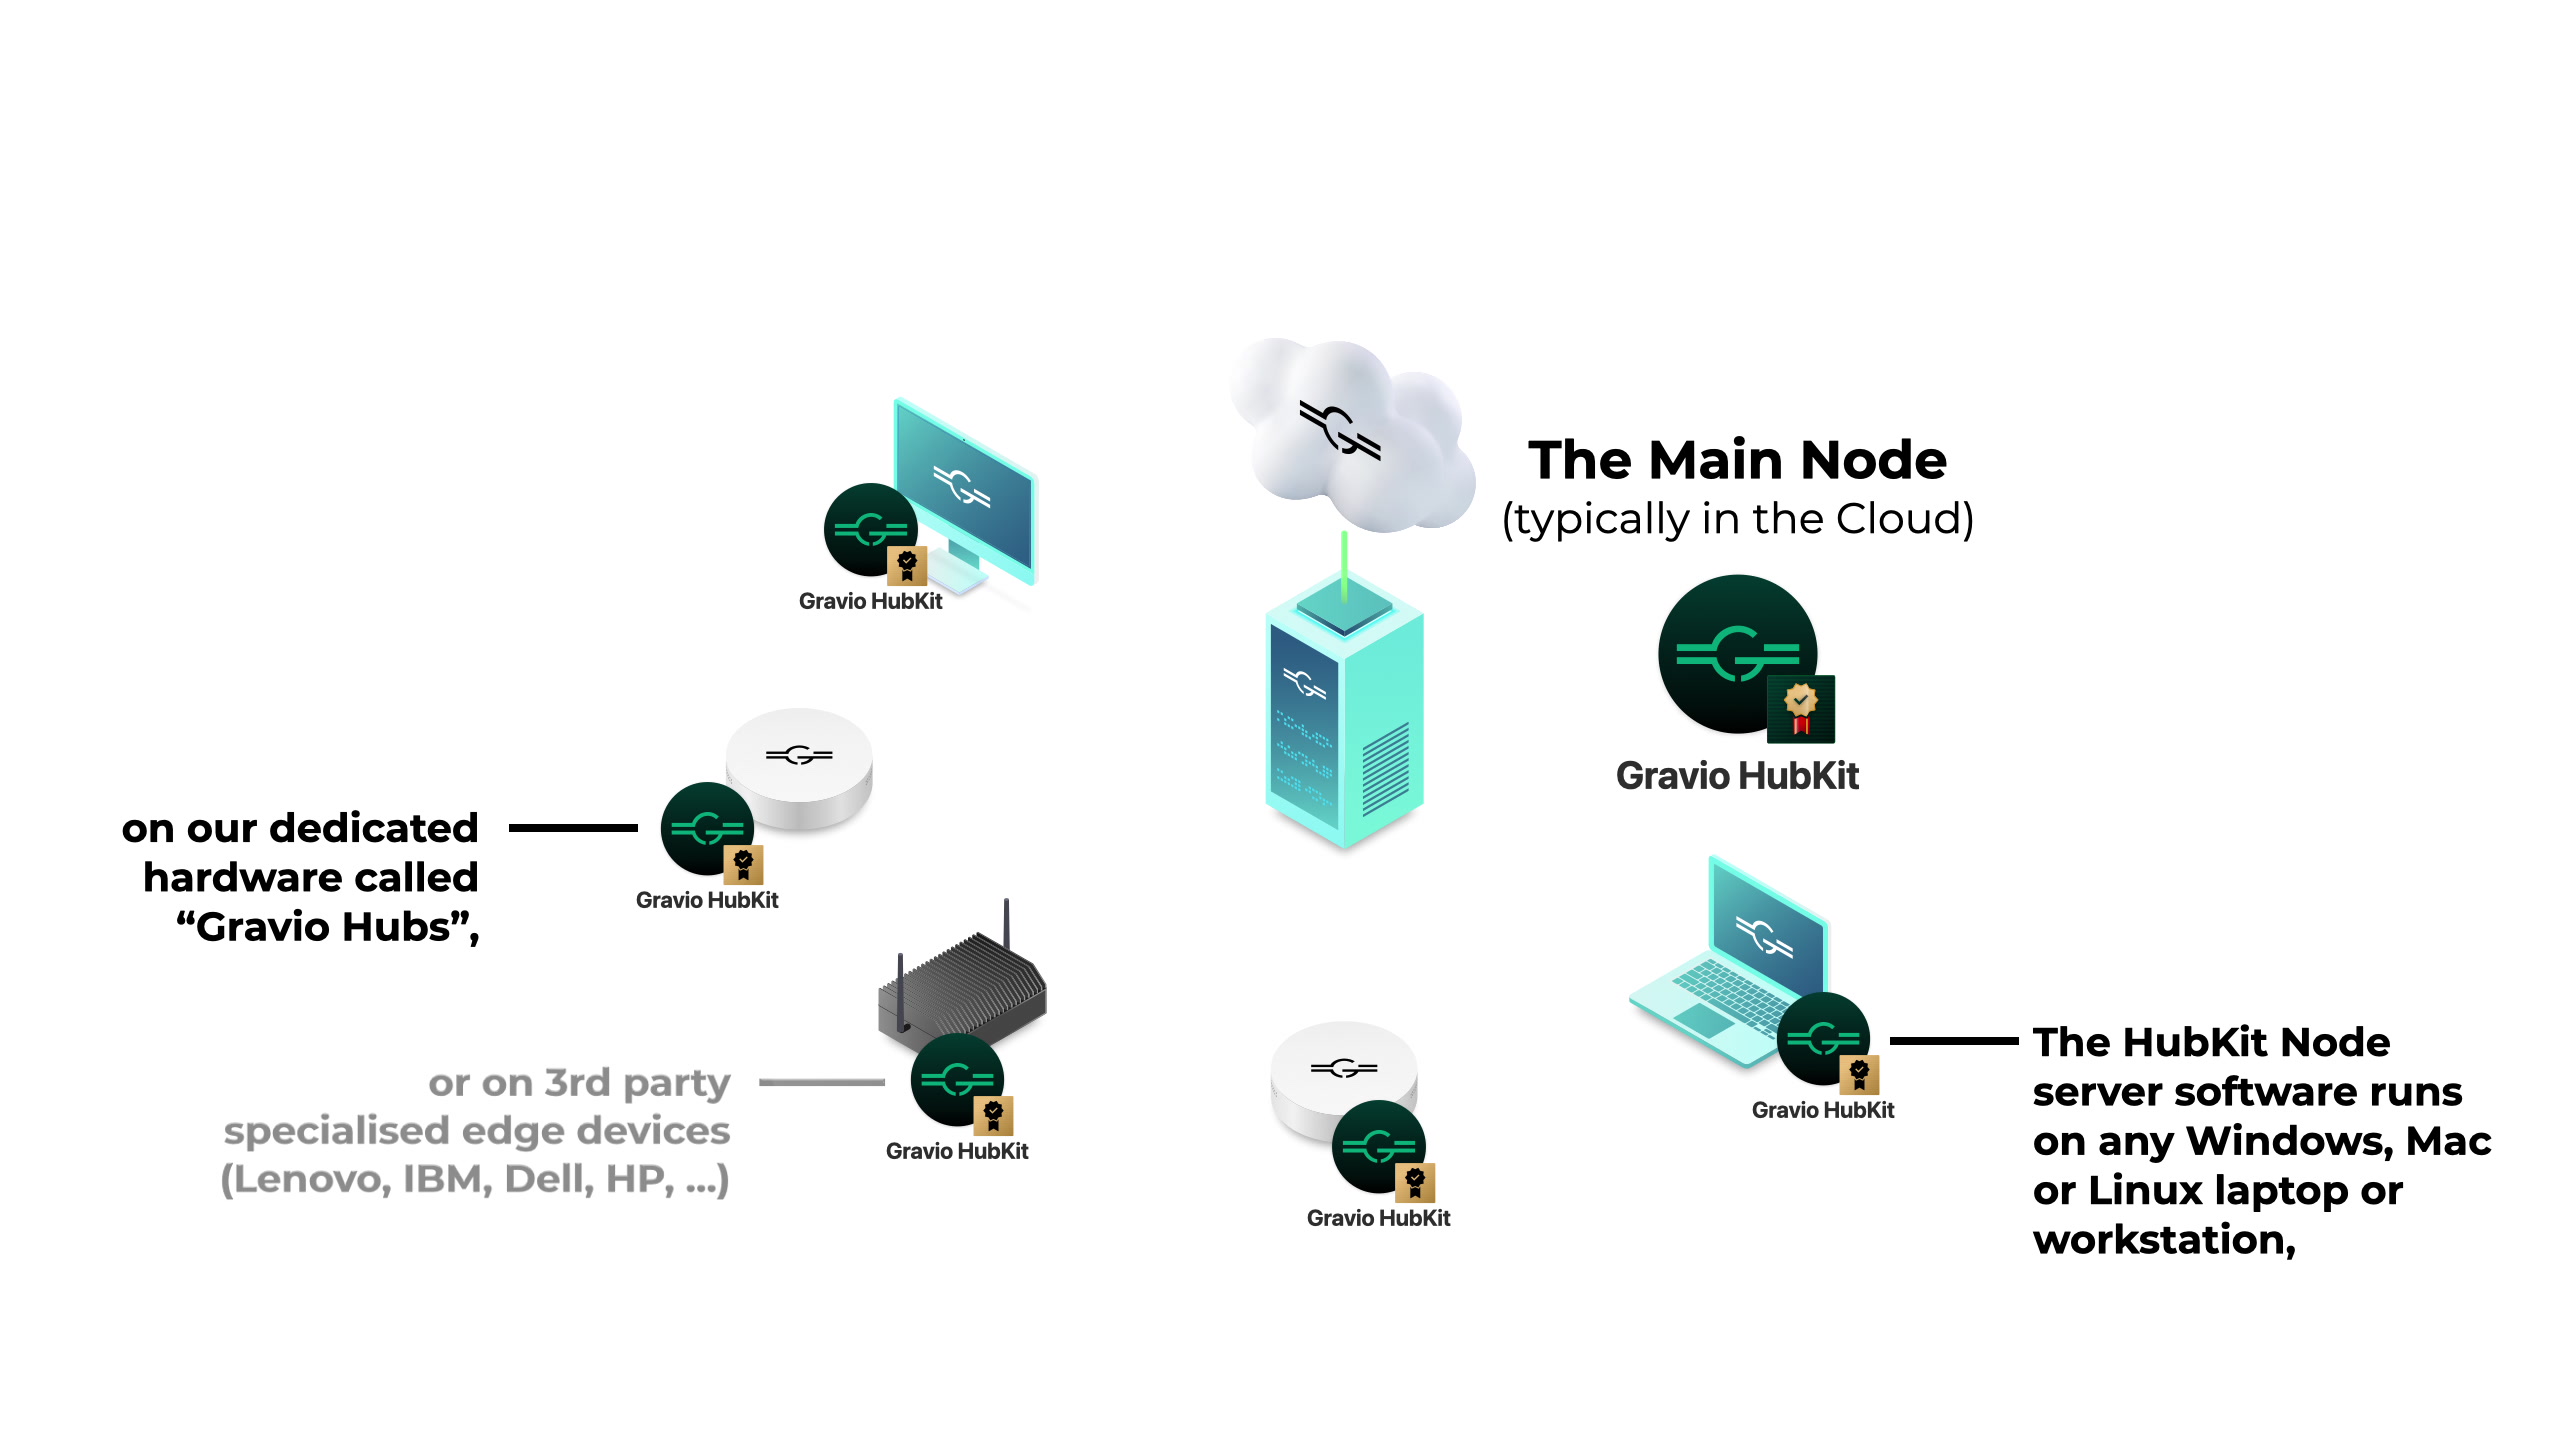 The Main Node
(typically in the Cloud)
Gravio HubKit
Gravio HubKit
on our dedicated
hardware called
“Gravio Hubs”,
Gravio HubKit
or on 3rd party
specialised edge devices
(Lenovo, IBM, Dell, HP, ...)
Gravio HubKit
Gravio HubKit
Gravio HubKit
The HubKit Node
server software runs
on any Windows, Mac
or Linux laptop or
workstation,